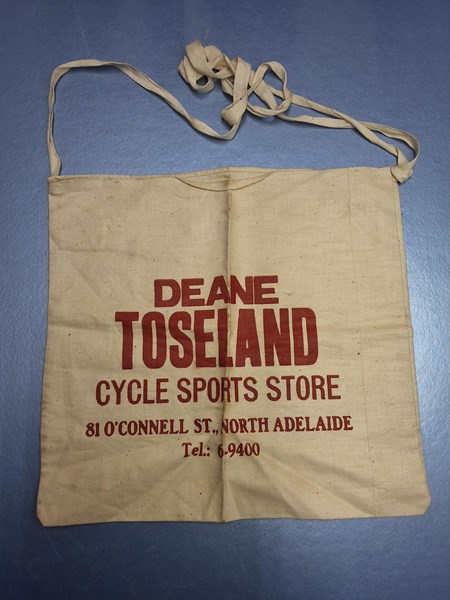 DEANE
TOSELAND
CYCLE SPORTS STORE
81 O'CONNELL ST., NORTH ADELAIDE
Tel.: 6-9400